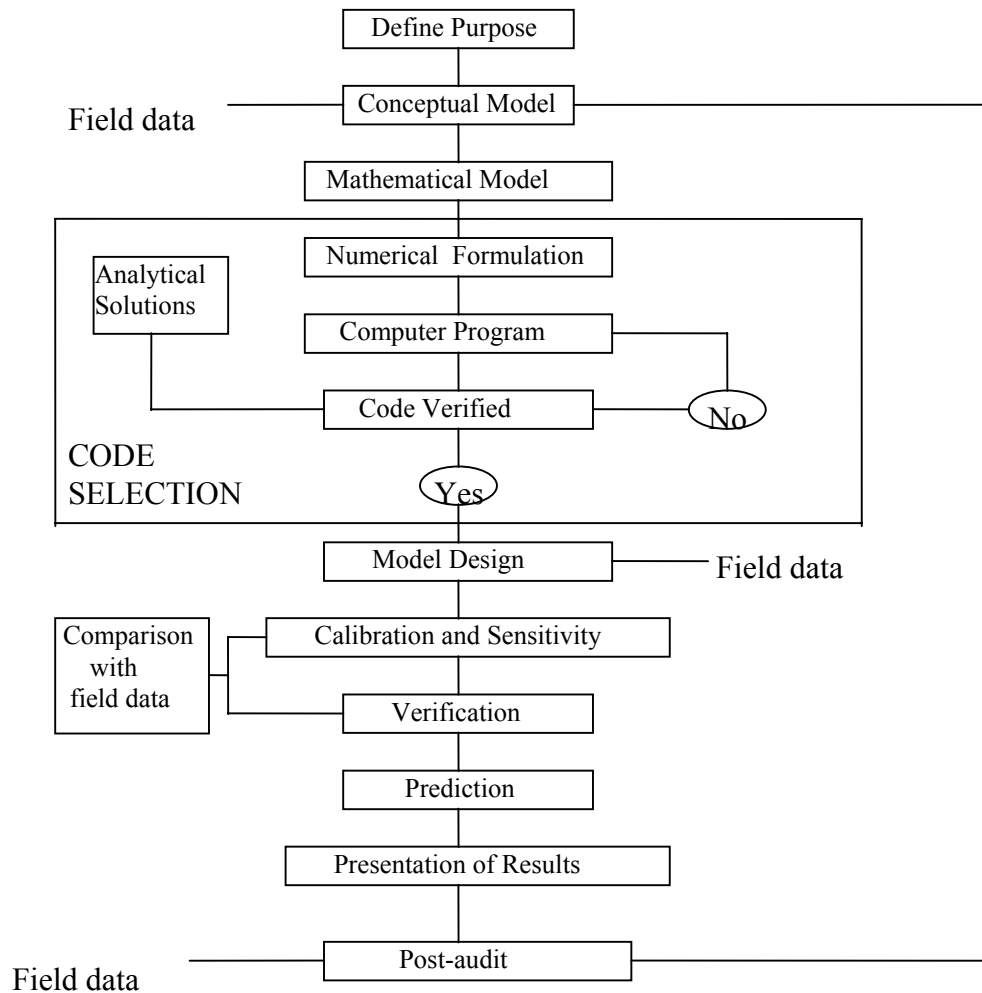 Define Purpose
Conceptual Model
Field data
Mathematical Model
Numerical Formulation
Analytical
Solutions
Computer Program
Code Verified
No
CODE
SELECTION
Yes
Model Design
Field data
Calibration and Sensitivity
Comparison
with
field data
Verification
Prediction
Presentation of Results
Post-audit
Field data